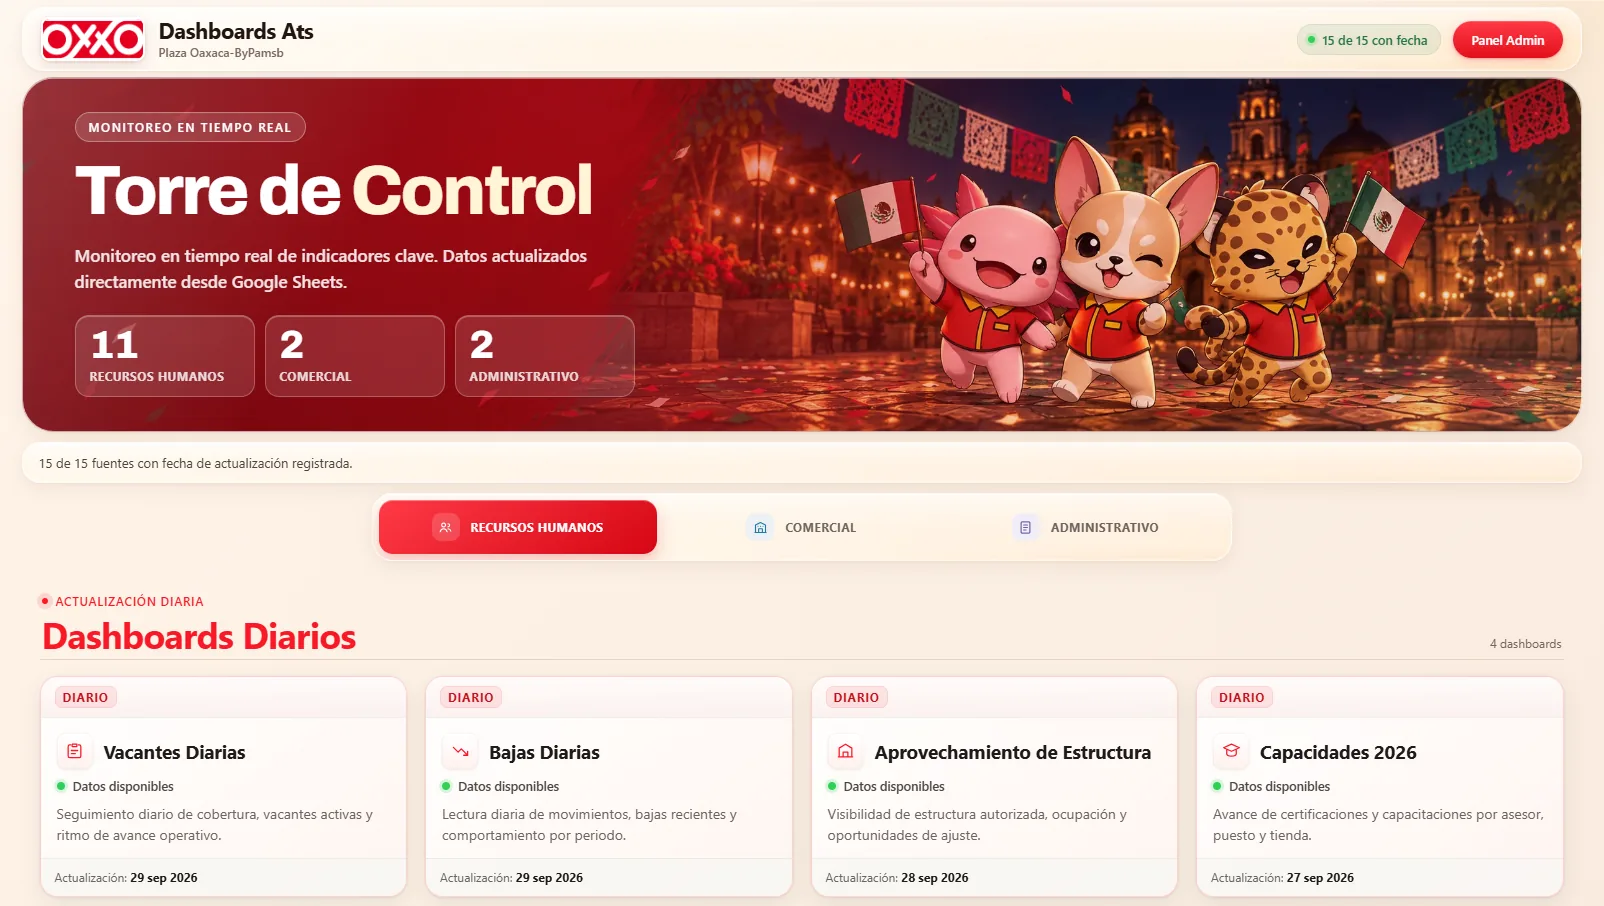 OXXO
Dashboards Ats
Plaza Oaxaca-ByPamsb
15 de 15 con fecha
Panel Admin
MONITOREO EN TIEMPO REAL
Torre de Control
Monitoreo en tiempo real de indicadores clave. Datos actualizados
directamente desde Google Sheets.
11
RECURSOS HUMANOS
2
COMERCIAL
2
ADMINISTRATIVO
15 de 15 fuentes con fecha de actualización registrada.
RECURSOS HUMANOS
COMERCIAL
ADMINISTRATIVO
ACTUALIZACIÓN DIARIA
Dashboards Diarios
4 dashboards
DIARIO
Vacantes Diarias
Datos disponibles
Seguimiento diario de cobertura, vacantes activas y
ritmo de avance operativo.
Actualización: 29 sep 2026
DIARIO
Bajas Diarias
Datos disponibles
Lectura diaria de movimientos, bajas recientes y
comportamiento por periodo.
Actualización: 29 sep 2026
DIARIO
Aprovechamiento de Estructura
Datos disponibles
Visibilidad de estructura autorizada, ocupación y
oportunidades de ajuste.
Actualización: 28 sep 2026
DIARIO
Capacidades 2026
Datos disponibles
Avance de certificaciones y capacitaciones por asesor,
puesto y tienda.
Actualización: 27 sep 2026